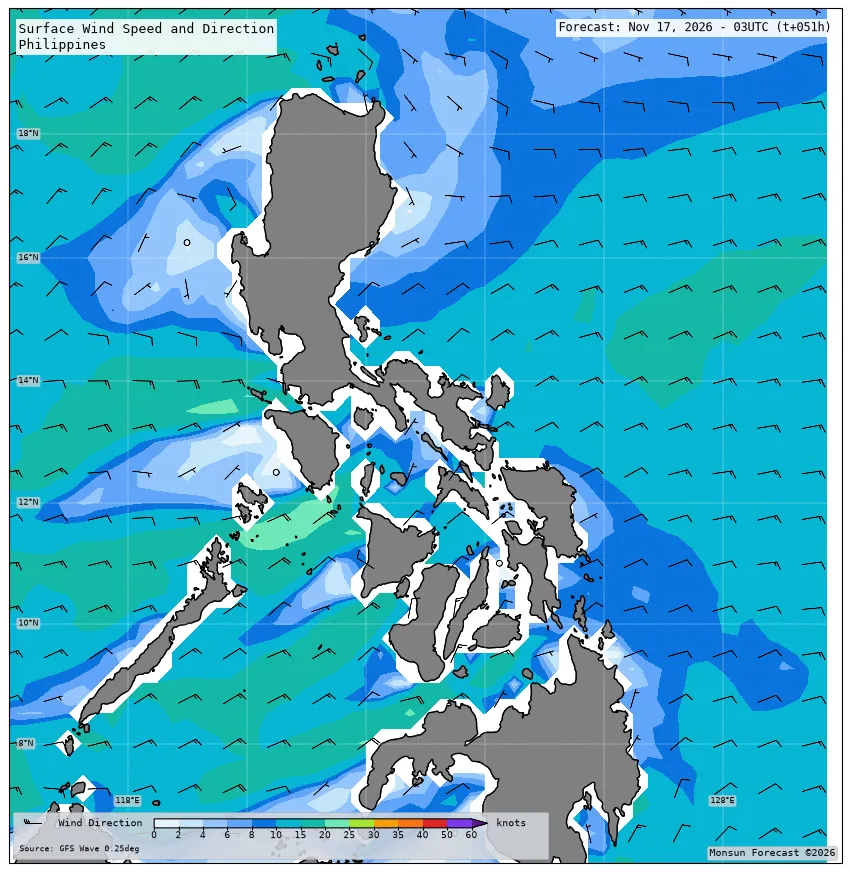 Surface Wind Speed and Direction
Philippines
Forecast: Nov 17, 2026 - 03UTC (t+051h)
18°N
16°N
14°N
12°N
10°N
8°N
118°E
128°E
Wind Direction
0 2 4 6 8 10 15 20 25 30 35 40 50 60
knots
Source: GFS Wave 0.25deg
Monsun Forecast ©2026